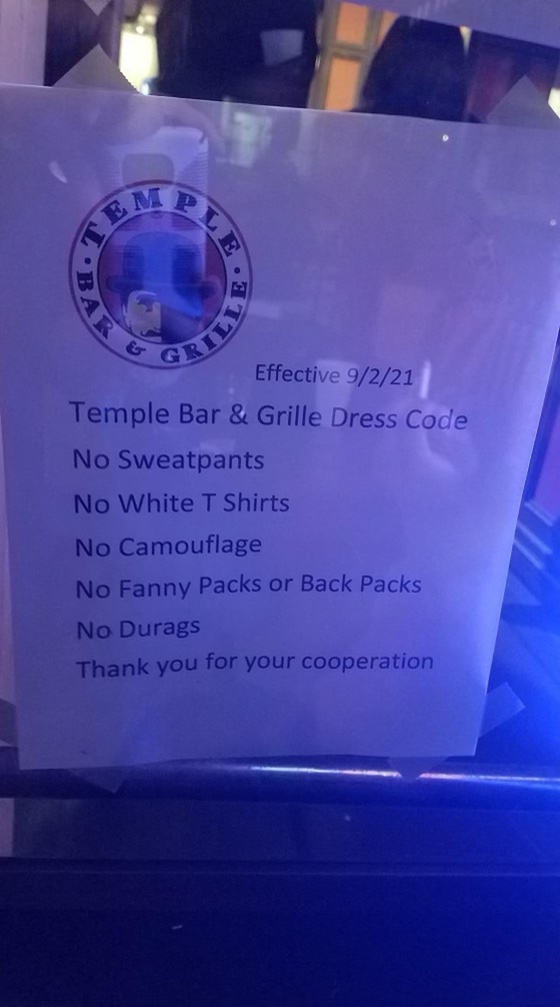 TEMPLE
BAR & GRILLE
Effective 9/2/21
Temple Bar & Grille Dress Code
No Sweatpants
No White T Shirts
No Camouflage
No Fanny Packs or Back Packs
No Durags
Thank you for your cooperation